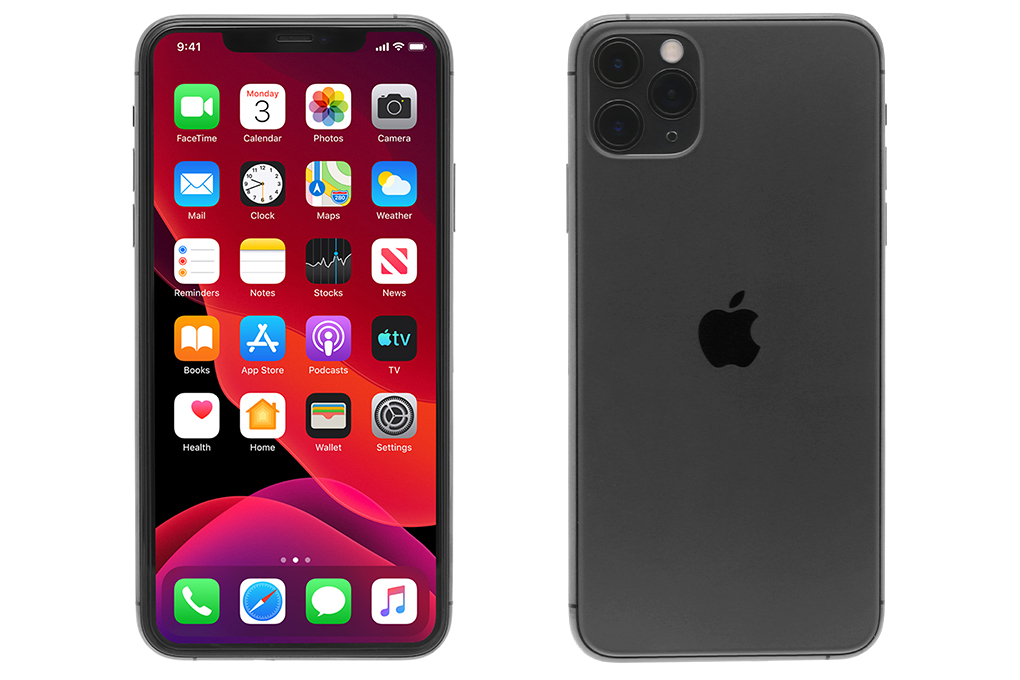 9:41
Monday
3
FaceTime
Calendar
Photos
Camera
280
Mail
Clock
Maps
Weather
Reminders
Notes
Stocks
News
tv
Books
App Store
Podcasts
TV
Health
Home
Wallet
Settings